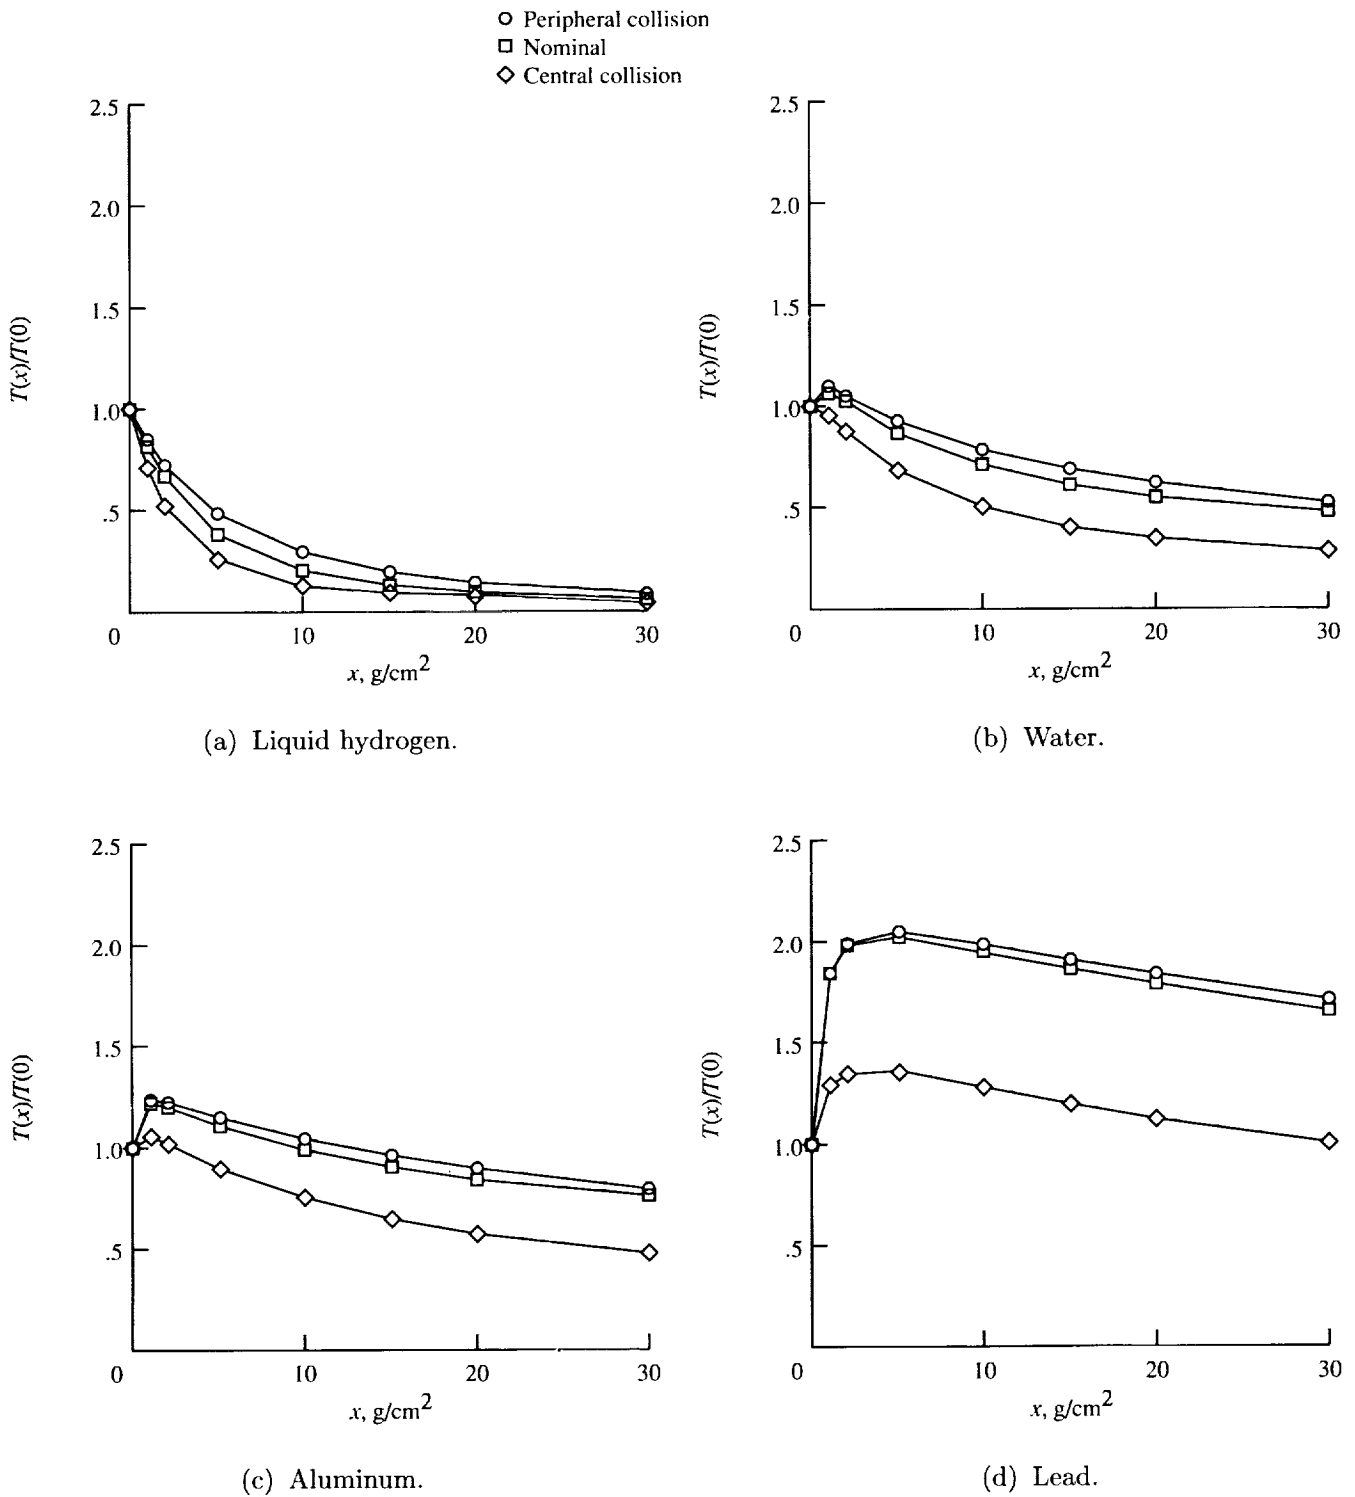 Peripheral collision
Nominal
Central collision
2.5
2.0
1.5
1.0
.5
0
10
20
30
T(x)/T(0)
x, g/cm²
(a) Liquid hydrogen.
2.5
2.0
1.5
1.0
.5
0
10
20
30
T(x)/T(0)
x, g/cm²
(b) Water.
2.5
2.0
1.5
1.0
.5
0
10
20
30
T(x)/T(0)
x, g/cm²
(c) Aluminum.
2.5
2.0
1.5
1.0
.5
0
10
20
30
T(x)/T(0)
x, g/cm²
(d) Lead.